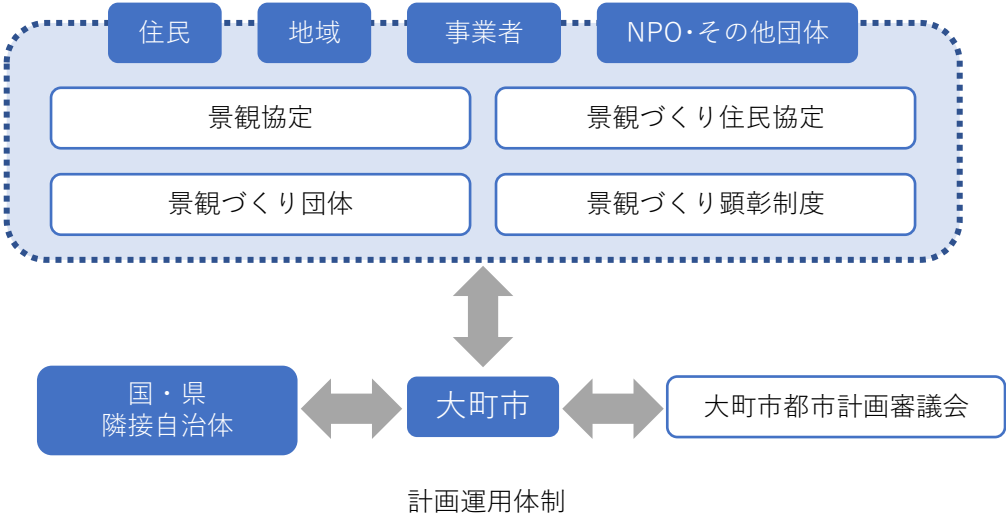 住民
地域
事業者
NPO･その他団体
景観協定
景観づくり住民協定
景観づくり団体
景観づくり顕彰制度
国・県
隣接自治体
大町市
大町市都市計画審議会
計画運用体制